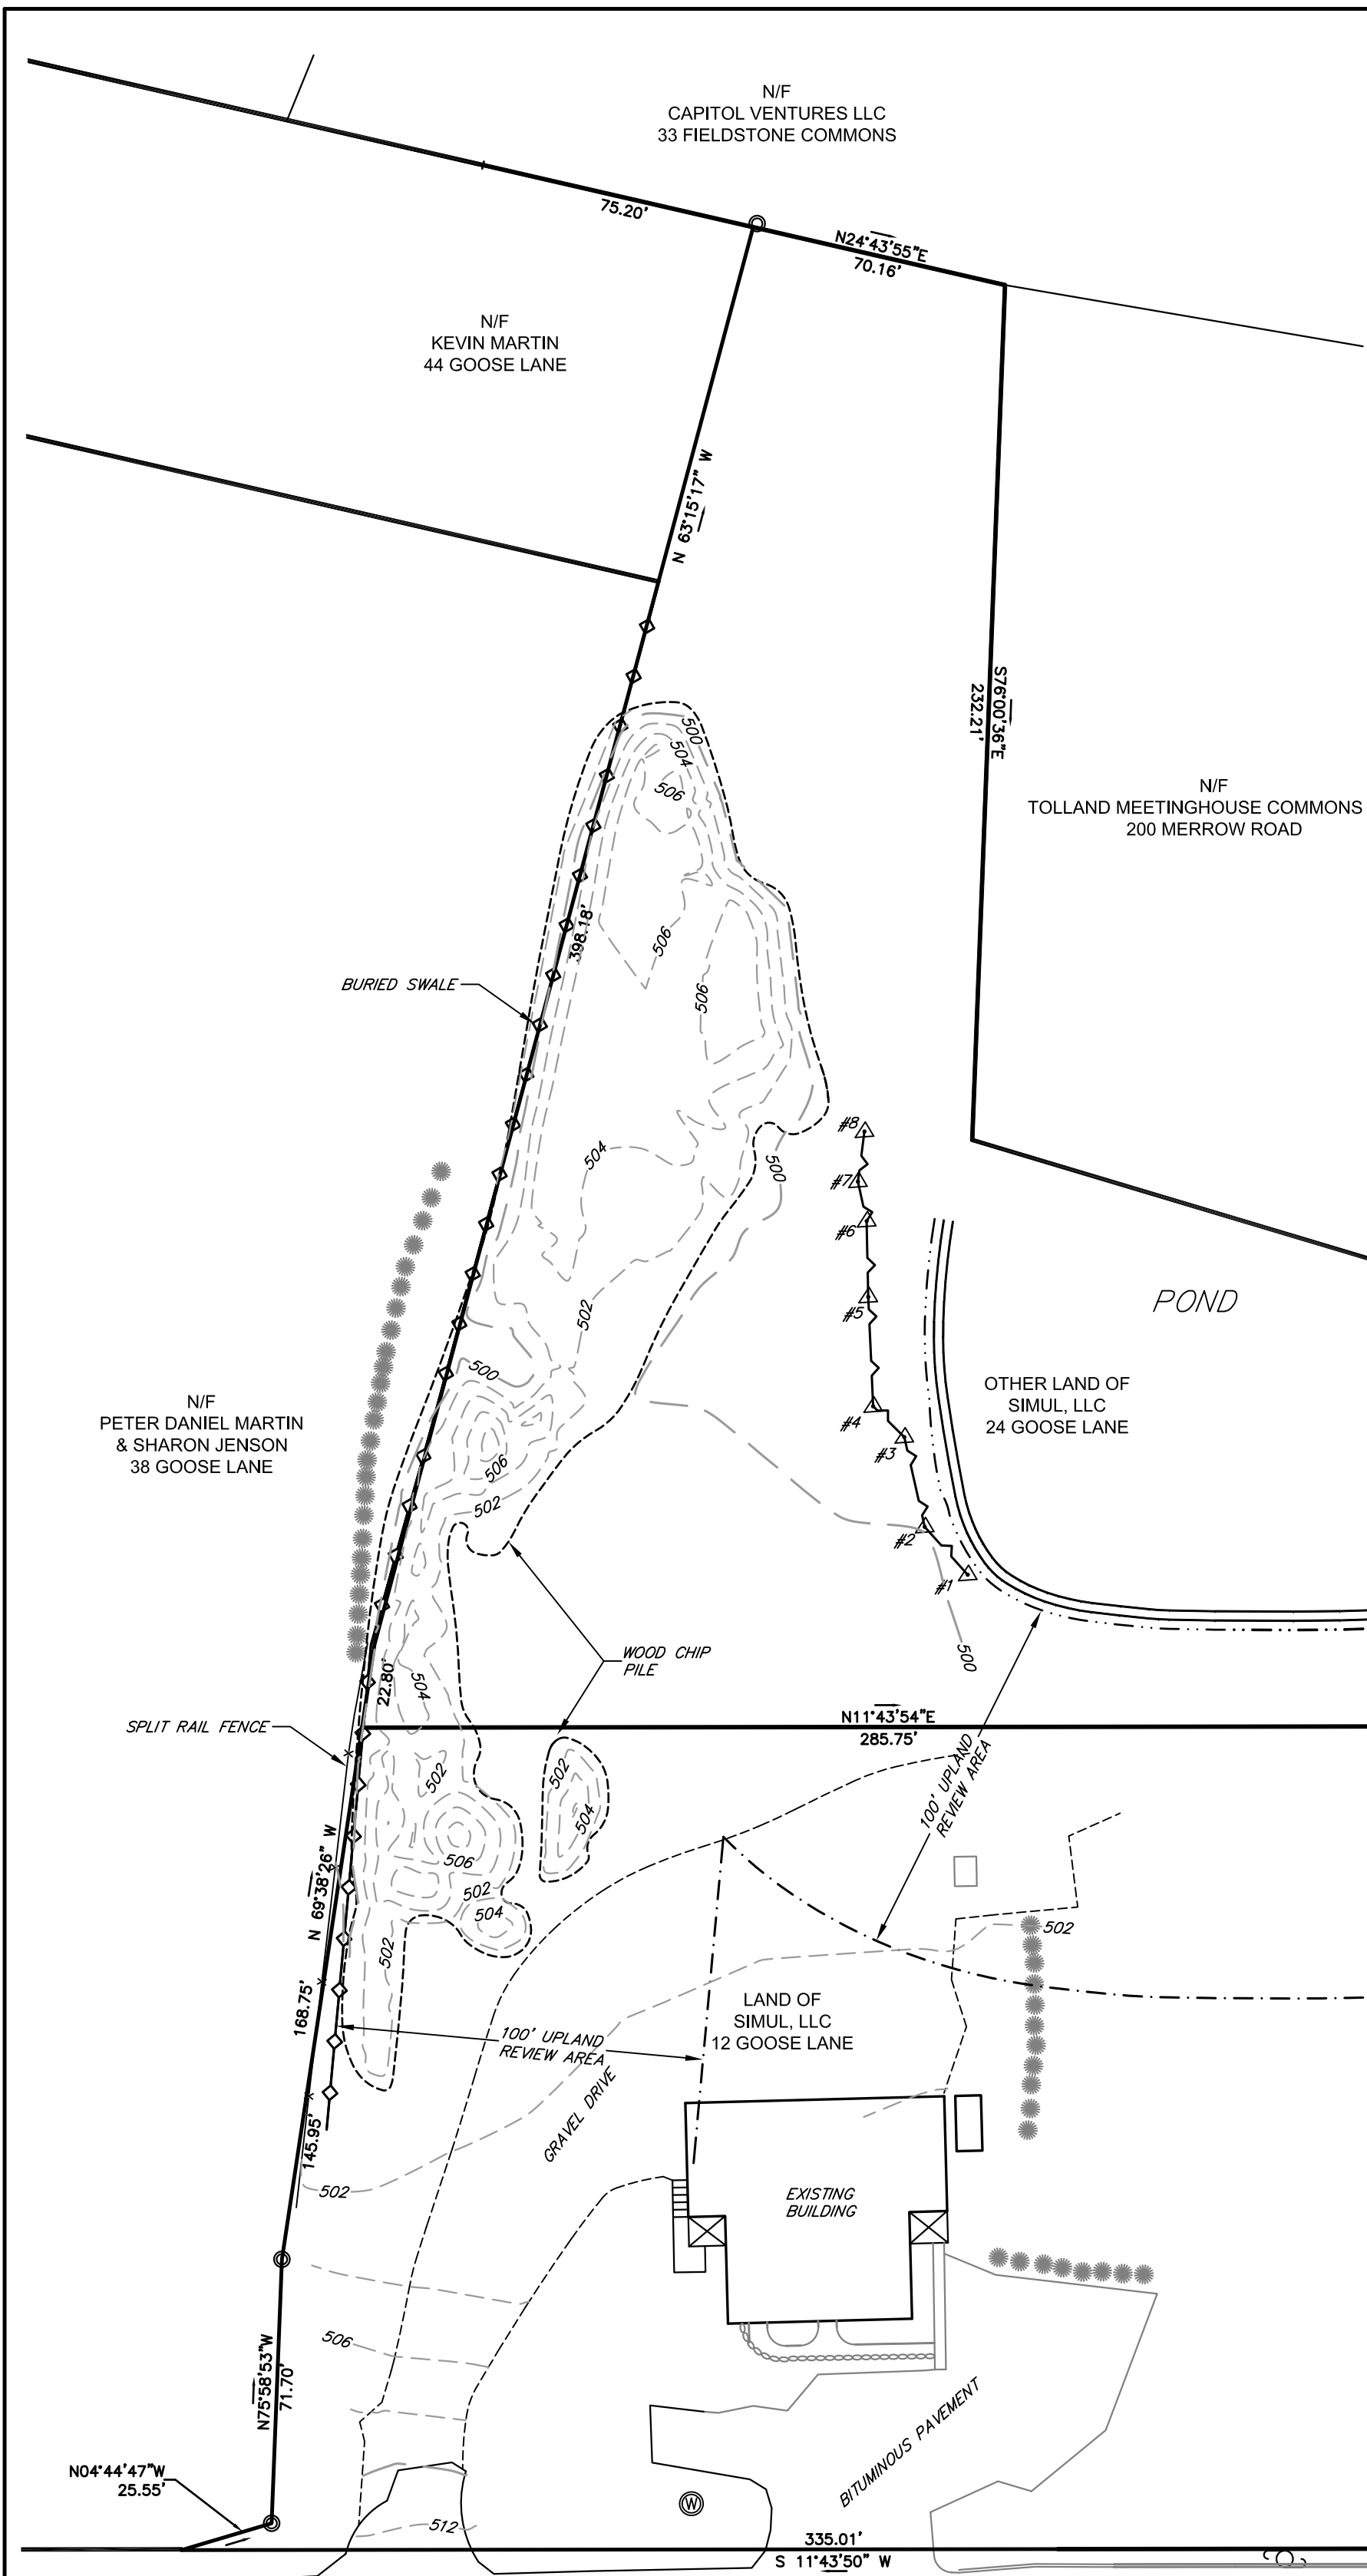 N/F
CAPITOL VENTURES LLC
33 FIELDSTONE COMMONS
75.20'
N24°43'55"E
70.16'
N/F
KEVIN MARTIN
44 GOOSE LANE
N 63°15'17" W
S76°00'36"E
232.21'
500
504
506
N/F
TOLLAND MEETINGHOUSE COMMONS
200 MERROW ROAD
398.18'
506
506
BURIED SWALE
#8
504
500
#7
#6
#5
502
POND
500
N/F
PETER DANIEL MARTIN
& SHARON JENSON
38 GOOSE LANE
OTHER LAND OF
SIMUL, LLC
24 GOOSE LANE
#4
#3
506
502
#2
#1
WOOD CHIP
PILE
500
22.80'
504
SPLIT RAIL FENCE
N11°43'54"E
285.75'
100' UPLAND
REVIEW AREA
502
502
504
506
N 69°38'26" W
502
504
502
502
168.75'
LAND OF
SIMUL, LLC
12 GOOSE LANE
100' UPLAND
REVIEW AREA
GRAVEL DRIVE
145.95'
502
EXISTING
BUILDING
506
N75°58'53"W
71.70'
BITUMINOUS PAVEMENT
N04°44'47"W
25.55'
W
512
335.01'
S 11°43'50" W